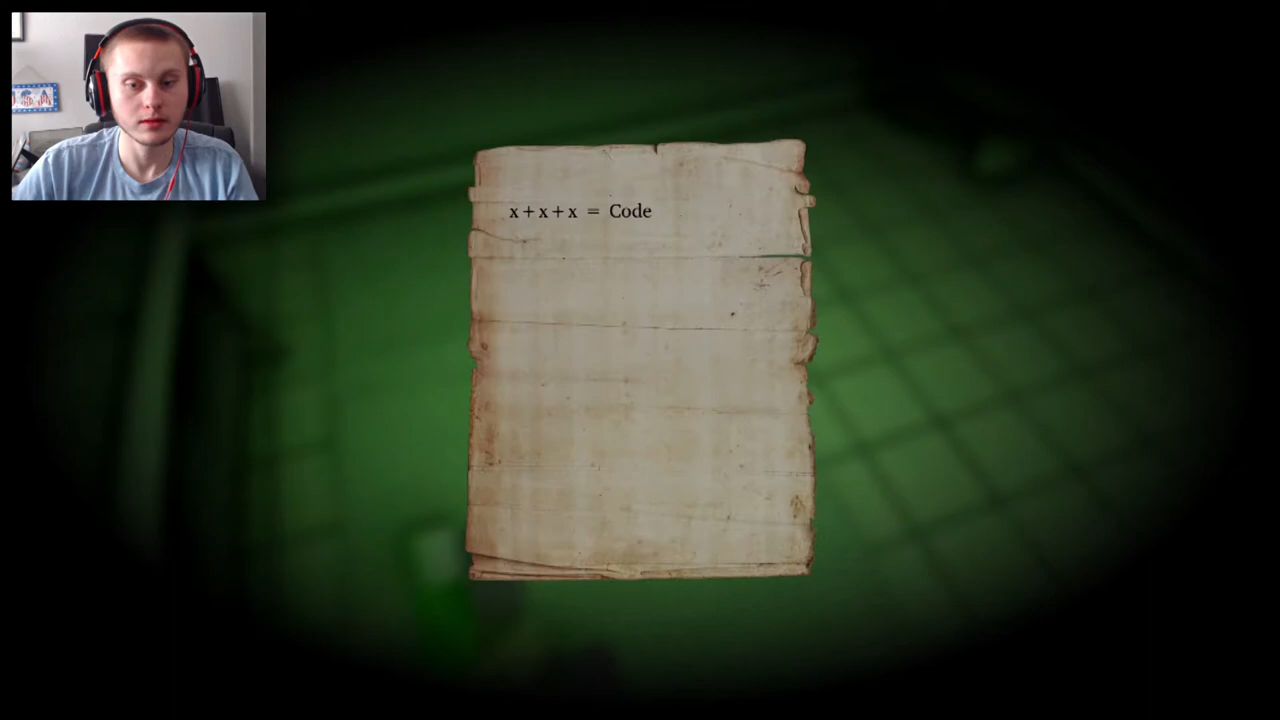 x+x+x = Code